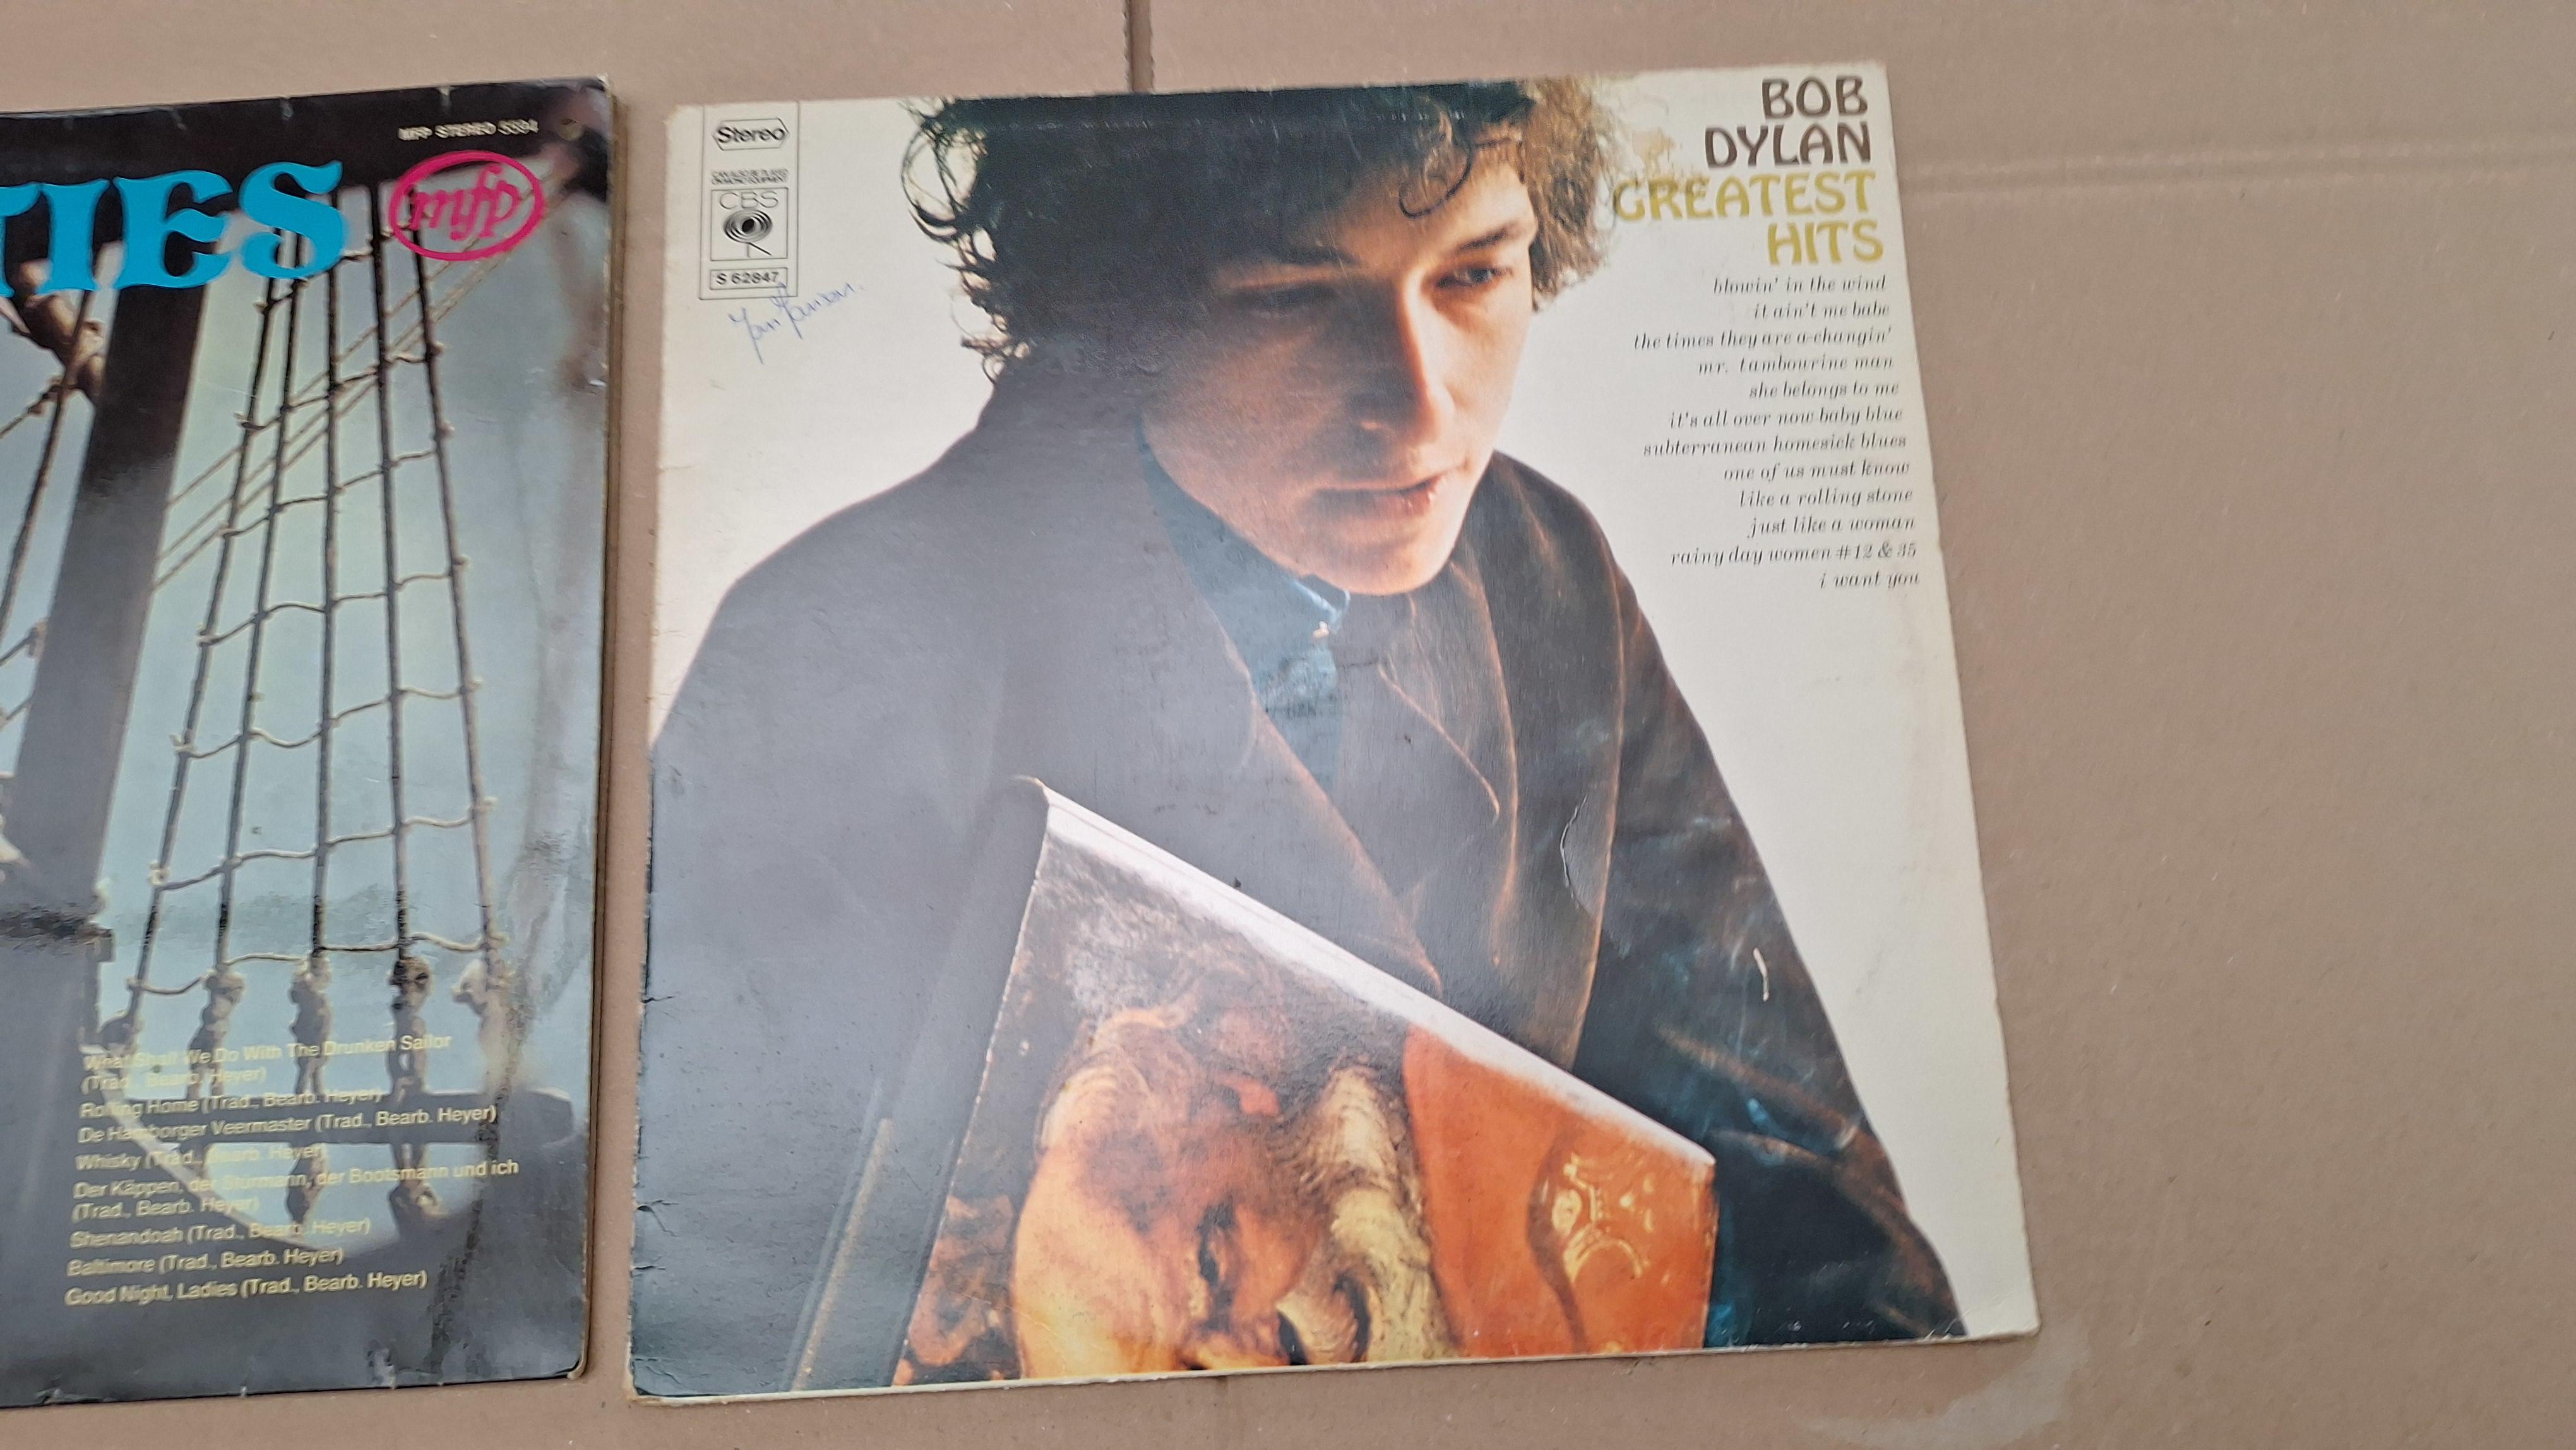 MFP STEREO 5594
TIES
mfp
What Shall We Do With The Drunken Sailor
(Trad., Bearb. Heyer)
Rolling Home (Trad., Bearb. Heyer)
De Hamborger Veermaster (Trad., Bearb. Heyer)
Whisky (Trad., Bearb. Heyer)
Der Käppen, der Stürmann, der Bootsmann und ich
(Trad., Bearb. Heyer)
Shenandoah (Trad., Bearb. Heyer)
Baltimore (Trad., Bearb. Heyer)
Good Night, Ladies (Trad., Bearb. Heyer)
Stereo
CBS
S 62847
BOB
DYLAN
GREATEST
HITS
blowin' in the wind
it ain't me babe
the times they are a-changin'
mr. tambourine man
she belongs to me
it's all over now baby blue
subterranean homesick blues
one of us must know
like a rolling stone
just like a woman
rainy day women #12 & 35
i want you